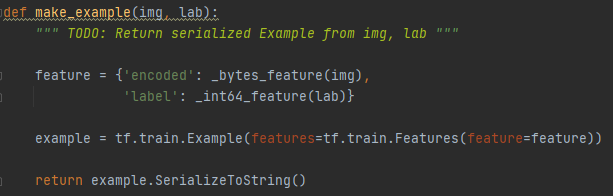 def make_example(img, lab):
    """ TODO: Return serialized Example from img, lab """
    feature = {'encoded': _bytes_feature(img),
               'label': _int64_feature(lab)}
    example = tf.train.Example(features=tf.train.Features(feature=feature))
    return example.SerializeToString()